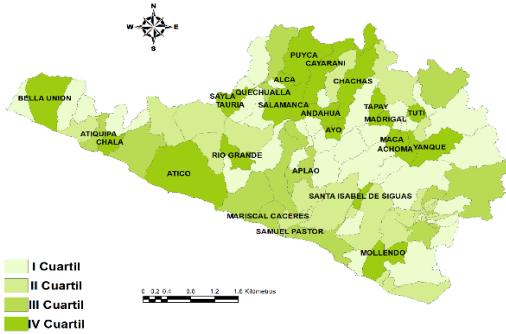 N
W E
S
PUYCA
CAYARANI
ALCA
CHACHAS
QUECHUALLA
SAYLA
TAURIA
SALAMANCA
ANDAHUA
TAPAY
TUTI
MADRIGAL
AYO
BELLA UNION
ATIQUIPA
CHALA
MACA
YANQUE
ACHOMA
RIO GRANDE
ATICO
APLAO
SANTA ISABEL DE SIGUAS
MARISCAL CACERES
SAMUEL PASTOR
MOLLENDO
I Cuartil
II Cuartil
III Cuartil
IV Cuartil
0 0.2 0.4 0.8 1.2 1.6 Kilómetros